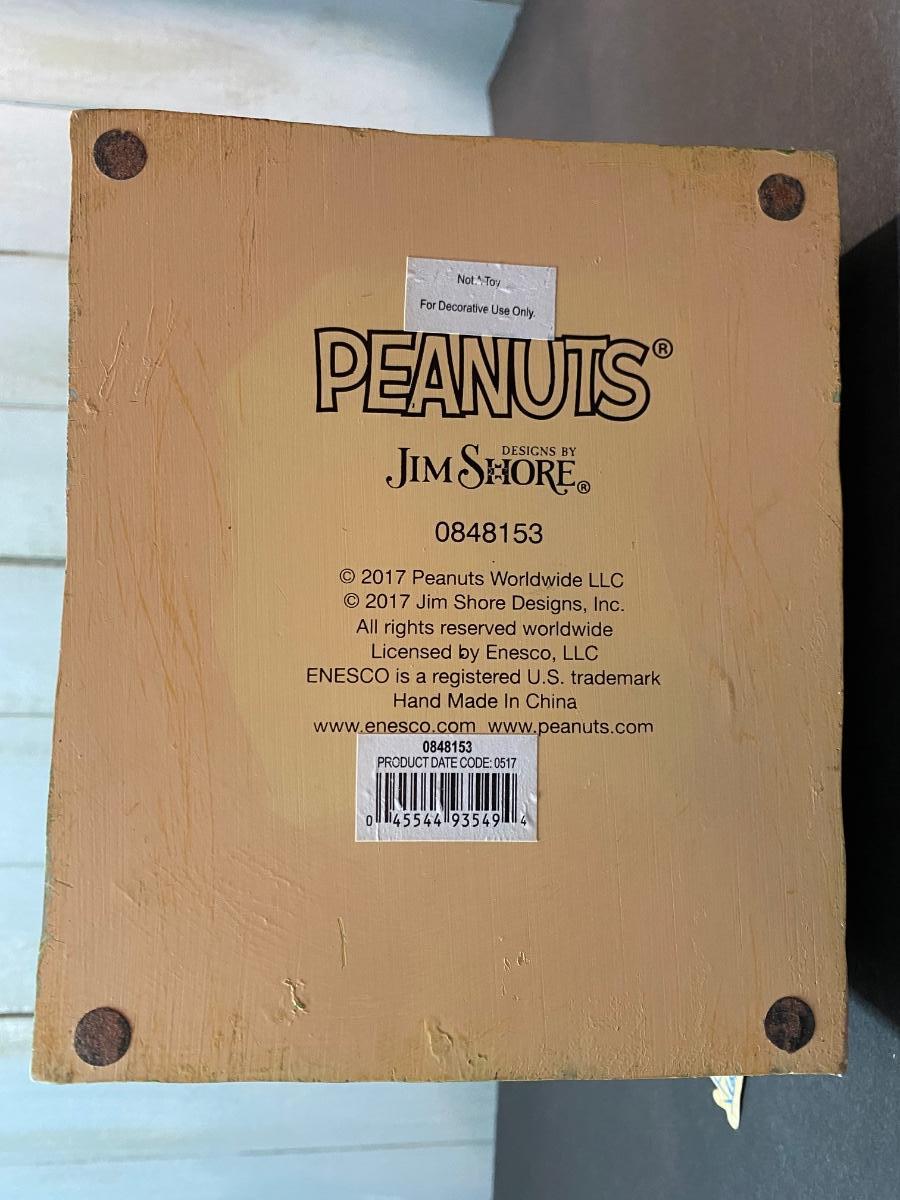 Not A Toy
For Decorative Use Only.
PEANUTS®
DESIGNS BY
JIM SHORE®
0848153
© 2017 Peanuts Worldwide LLC
© 2017 Jim Shore Designs, Inc.
All rights reserved worldwide
Licensed by Enesco, LLC
ENESCO is a registered U.S. trademark
Hand Made In China
www.enesco.com www.peanuts.com
0848153
PRODUCT DATE CODE: 0517
0 45544 93549 4